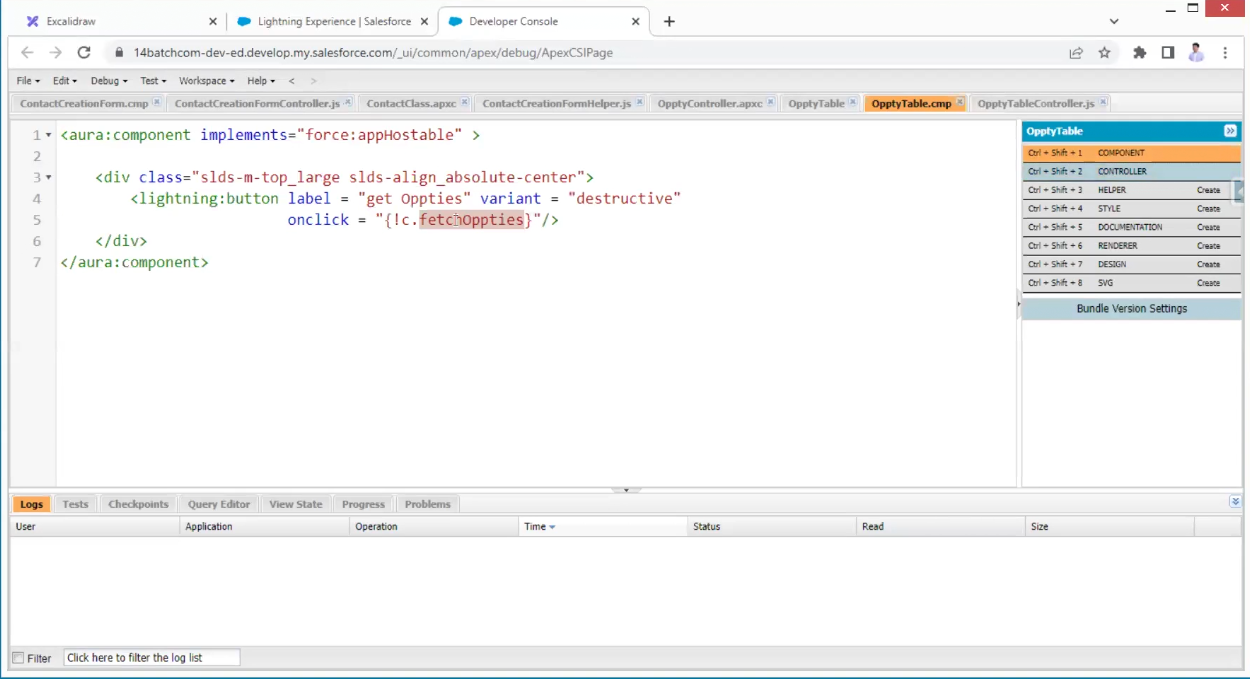 Excalidraw
Lightning Experience | Salesforce
Developer Console
14batchcom-dev-ed.develop.my.salesforce.com/_ui/common/apex/debug/ApexCSIPage
File Edit Debug Test Workspace Help < >
ContactCreationForm.cmp ContactCreationFormController.js ContactClass.apxc ContactCreationFormHelper.js OpptyController.apxc OpptyTable OpptyTable.cmp OpptyTableController.js
1 <aura:component implements="force:appHostable" >
2
3 <div class="slds-m-top_large slds-align_absolute-center">
4 <lightning:button label = "get Oppties" variant = "destructive"
5 onclick = "{!c.fetchOppties}"/>
6 </div>
7 </aura:component>
OpptyTable
Ctrl + Shift + 1 COMPONENT
Ctrl + Shift + 2 CONTROLLER
Ctrl + Shift + 3 HELPER Create
Ctrl + Shift + 4 STYLE Create
Ctrl + Shift + 5 DOCUMENTATION Create
Ctrl + Shift + 6 RENDERER Create
Ctrl + Shift + 7 DESIGN Create
Ctrl + Shift + 8 SVG Create
Bundle Version Settings
Logs Tests Checkpoints Query Editor View State Progress Problems
User Application Operation Time Status Read Size
Filter Click here to filter the log list